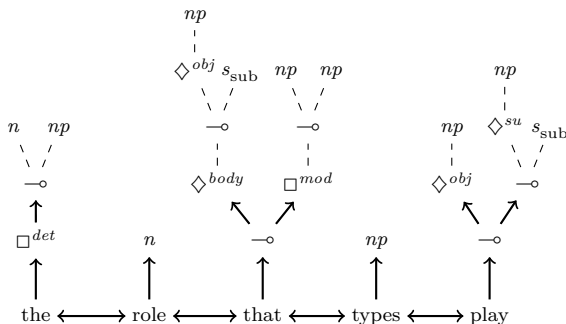 np
◇obj s_sub np np np
n np ⊸ ⊸ np ◇su s_sub
⊸ ◇body □mod ◇obj ⊸
□det n ⊸ np ⊸
the role that types play